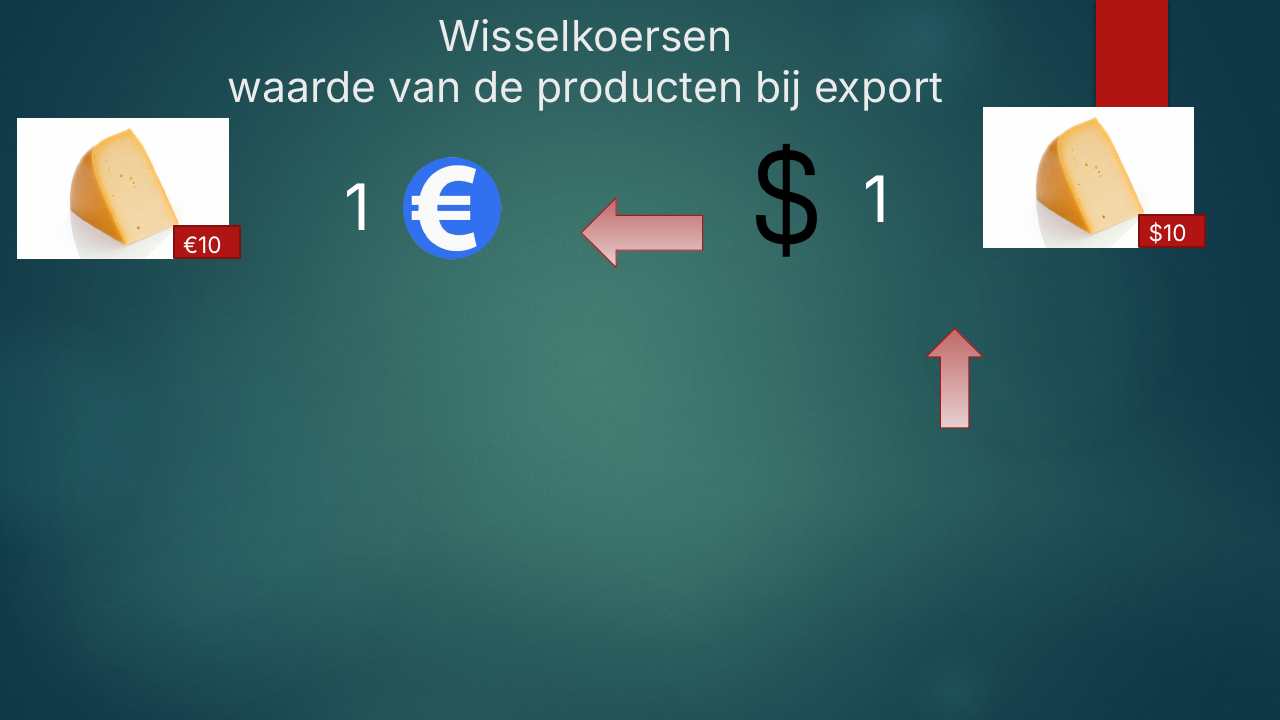 Wisselkoersen
waarde van de producten bij export
€10
1 €
$ 1
$10